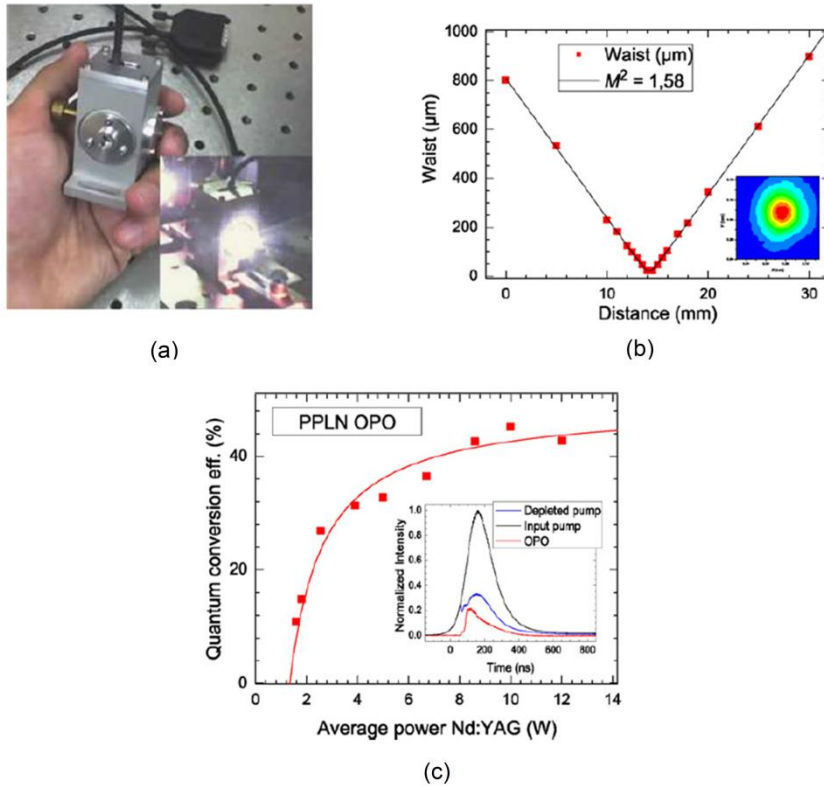 (a)
1000
800
600
400
200
0
Waist (μm)
Waist (μm)
M² = 1,58
0 10 20 30
Distance (mm)
(b)
PPLN OPO
Quantum conversion eff. (%)
40
20
0
Depleted pump
Input pump
OPO
Normalized Intensity
1.0
0.8
0.6
0.4
0.2
0.0
0 200 400 600 800
Time (ns)
0 2 4 6 8 10 12 14
Average power Nd:YAG (W)
(c)